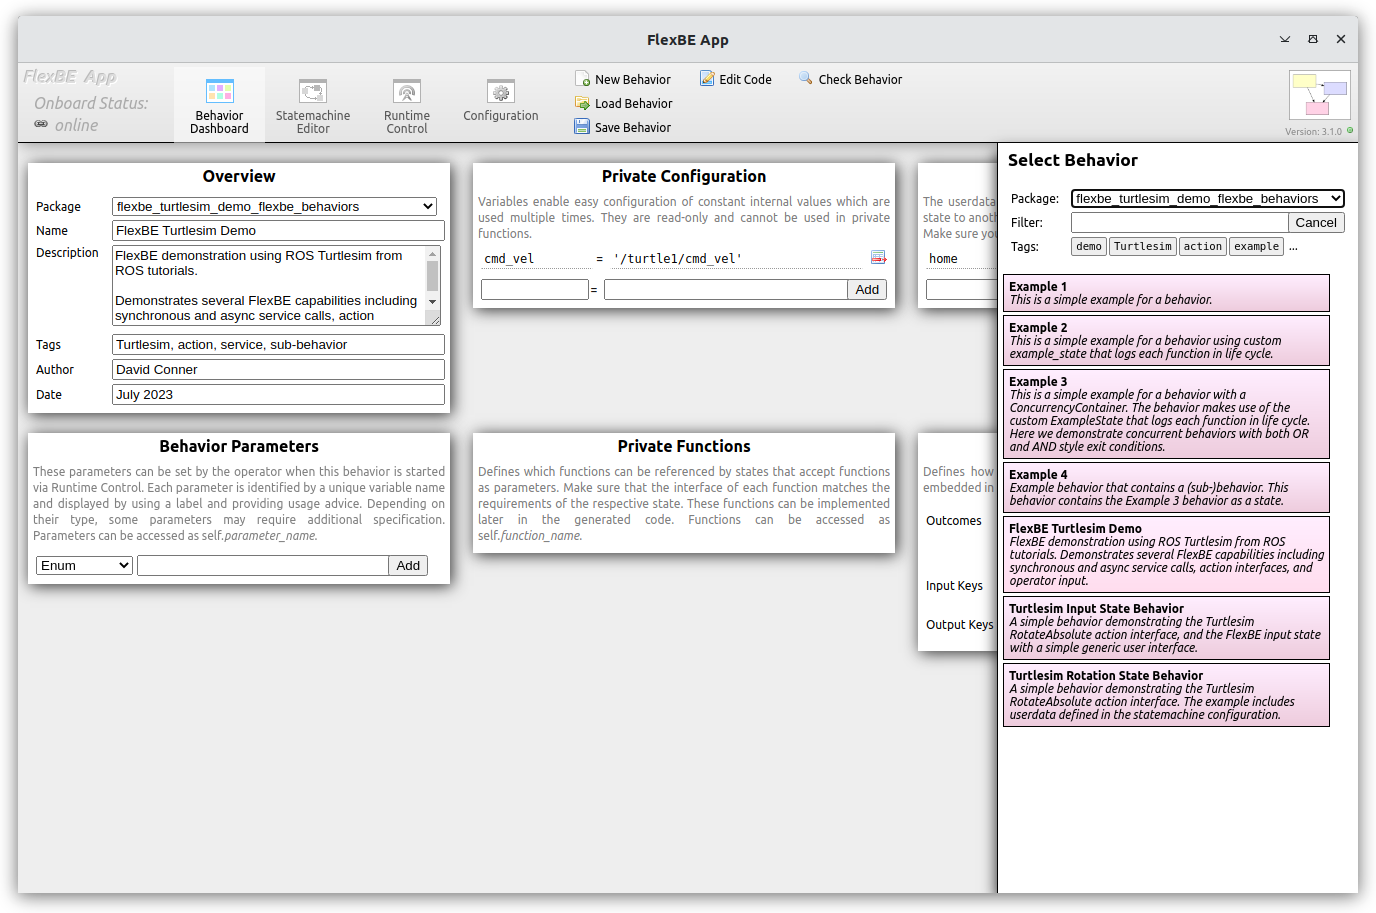 FlexBE App
FlexBE App
Onboard Status:
online
Behavior
Dashboard
Statemachine
Editor
Runtime
Control
Configuration
New Behavior
Load Behavior
Save Behavior
Edit Code
Check Behavior
Version: 3.1.0
Overview
Package
flexbe_turtlesim_demo_flexbe_behaviors
Name
FlexBE Turtlesim Demo
Description
FlexBE demonstration using ROS Turtlesim from
ROS tutorials.
Demonstrates several FlexBE capabilities including
synchronous and async service calls, action
Tags
Turtlesim, action, service, sub-behavior
Author
David Conner
Date
July 2023
Private Configuration
Variables enable easy configuration of constant internal values which are
used multiple times. They are read-only and cannot be used in private
functions.
cmd_vel = '/turtle1/cmd_vel'
= Add
The userdata
state to anoth
Make sure you
home
Behavior Parameters
These parameters can be set by the operator when this behavior is started
via Runtime Control. Each parameter is identified by a unique variable name
and displayed by using a label and providing usage advice. Depending on
their type, some parameters may require additional specification.
Parameters can be accessed as self.parameter_name.
Enum Add
Private Functions
Defines which functions can be referenced by states that accept functions
as parameters. Make sure that the interface of each function matches the
requirements of the respective state. These functions can be implemented
later in the generated code. Functions can be accessed as
self.function_name.
Defines how
embedded in
Outcomes
Input Keys
Output Keys
Select Behavior
Package: flexbe_turtlesim_demo_flexbe_behaviors
Filter: Cancel
Tags: demo Turtlesim action example ...
Example 1
This is a simple example for a behavior.
Example 2
This is a simple example for a behavior using custom
example_state that logs each function in life cycle.
Example 3
This is a simple example for a behavior with a
ConcurrencyContainer. The behavior makes use of the
custom ExampleState that logs each function in life cycle.
Here we demonstrate concurrent behaviors with both OR
and AND style exit conditions.
Example 4
Example behavior that contains a (sub-)behavior. This
behavior contains the Example 3 behavior as a state.
FlexBE Turtlesim Demo
FlexBE demonstration using ROS Turtlesim from ROS
tutorials. Demonstrates several FlexBE capabilities including
synchronous and async service calls, action interfaces, and
operator input.
Turtlesim Input State Behavior
A simple behavior demonstrating the Turtlesim
RotateAbsolute action interface, and the FlexBE input state
with a simple generic user interface.
Turtlesim Rotation State Behavior
A simple behavior demonstrating the Turtlesim
RotateAbsolute action interface. The example includes
userdata defined in the statemachine configuration.